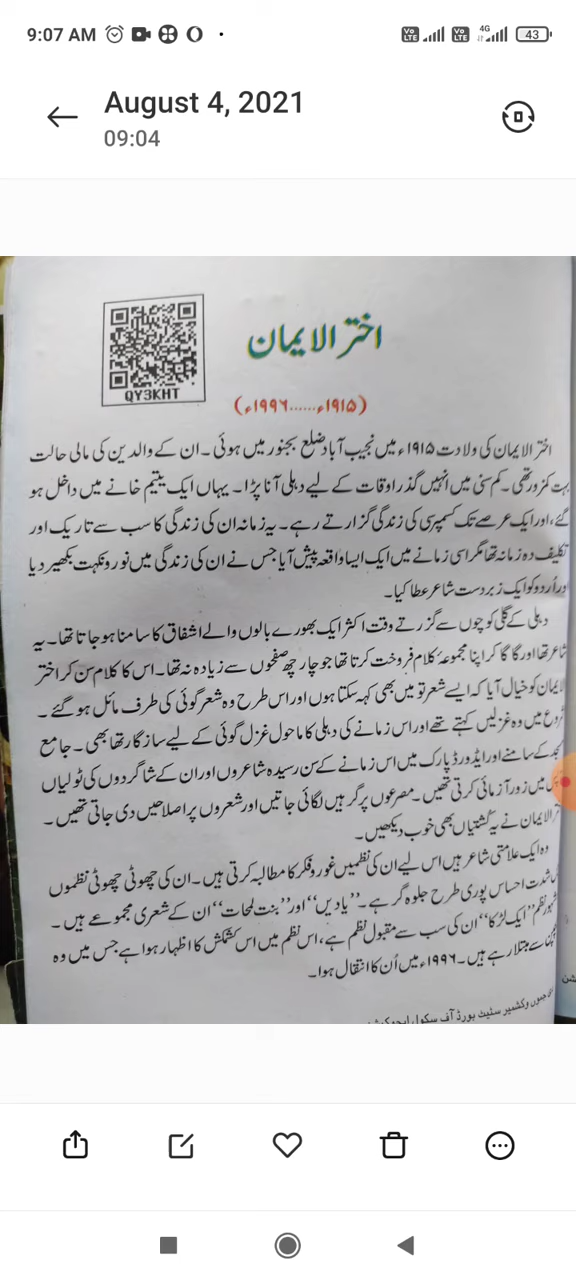 9:07 AM
4G
43
August 4, 2021
09:04
QY3KHT
اختر الایمان
(۱۹۱۵ء......۱۹۹۶ء)
اختر الایمان کی ولادت ۱۹۱۵ء میں نجیب آباد ضلع بجنور میں ہوئی۔ ان کے والدین کی مالی حالت
بہت کمزور تھی۔ کم سنی میں انہیں گذر اوقات کے لیے دہلی آنا پڑا۔ یہاں ایک یتیم خانے میں داخل ہو
گئے، اور ایک عرصے تک کسمپرسی کی زندگی گزارتے رہے۔ یہ زمانہ ان کی زندگی کا سب سے تاریک اور
تکلیف دہ زمانہ تھا مگر اسی زمانے میں ایک ایسا واقعہ پیش آیا جس نے ان کی زندگی میں نور و نکہت بکھیر دیا
اور اُردو کو ایک زبردست شاعر عطا کیا۔
دہلی کے گلی کوچوں سے گزرتے وقت اکثر ایک بھورے بالوں والے اشفاق کا سامنا ہو جاتا تھا۔ یہ
شاعر تھا اور گا گا کر اپنا مجموعۂ کلام فروخت کرتا تھا جو چار چھ صفحوں سے زیادہ نہ تھا۔ اس کا کلام سن کر اختر
الایمان کو خیال آیا کہ ایسے شعر تو میں بھی کہہ سکتا ہوں اور اس طرح وہ شعر گوئی کی طرف مائل ہو گئے۔
شروع میں وہ غزلیں کہتے تھے اور اس زمانے کی دہلی کا ماحول غزل گوئی کے لیے سازگار تھا بھی۔ جامع
کے سامنے اور ایڈورڈ پارک میں اس زمانے کے سن رسیدہ شاعروں اور ان کے شاگردوں کی ٹولیاں
میں زور آزمائی کرتی تھیں۔ مصرعوں پر گرہیں لگائی جاتیں اور شعروں پر اصلاحیں دی جاتی تھیں۔
الایمان نے یہ کشتیاں بھی خوب دیکھیں۔
وہ ایک علامتی شاعر ہیں اس لیے ان کی نظمیں غور و فکر کا مطالبہ کرتی ہیں۔ ان کی چھوٹی چھوٹی نظموں
شدت احساس پوری طرح جلوہ گر ہے۔ "یادیں" اور "بنت لمحات" ان کے شعری مجموعے ہیں۔
نظم "ایک لڑکا" ان کی سب سے مقبول نظم ہے، اس نظم میں اس کشمکش کا اظہار ہوا ہے جس میں وہ
مبتلا رہے ہیں۔ ۱۹۹۶ء میں اُن کا انتقال ہوا۔
جموں و کشمیر سٹیٹ بورڈ آف سکول